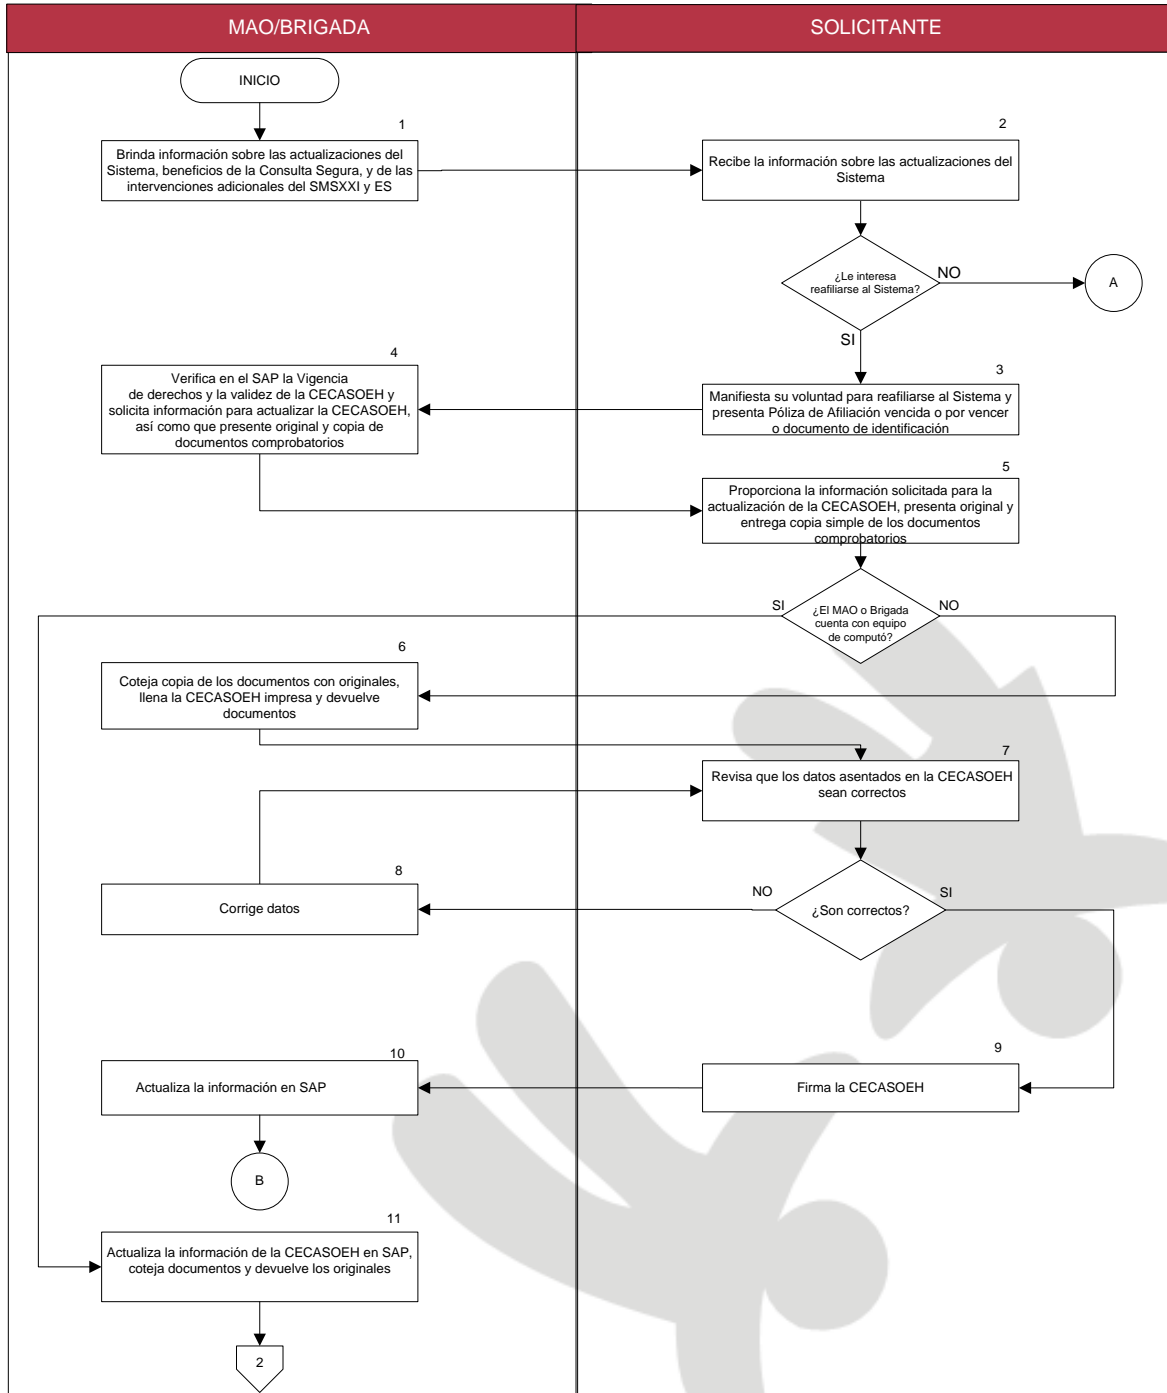 MAO/BRIGADA
SOLICITANTE
INICIO
1
Brinda información sobre las actualizaciones del
Sistema, beneficios de la Consulta Segura, y de las
intervenciones adicionales del SMSXXI y ES
2
Recibe la información sobre las actualizaciones del
Sistema
¿Le interesa
reafiliarse al Sistema?
NO
A
SI
3
Manifiesta su voluntad para reafiliarse al Sistema y
presenta Póliza de Afiliación vencida o por vencer
o documento de identificación
4
Verifica en el SAP la Vigencia
de derechos y la validez de la CECASOEH y
solicita información para actualizar la CECASOEH,
así como que presente original y copia de
documentos comprobatorios
5
Proporciona la información solicitada para la
actualización de la CECASOEH, presenta original y
entrega copia simple de los documentos
comprobatorios
SI
¿El MAO o Brigada
cuenta con equipo
de computó?
NO
6
Coteja copia de los documentos con originales,
llena la CECASOEH impresa y devuelve
documentos
7
Revisa que los datos asentados en la CECASOEH
sean correctos
8
Corrige datos
NO
¿Son correctos?
SI
9
Firma la CECASOEH
10
Actualiza la información en SAP
B
11
Actualiza la información de la CECASOEH en SAP,
coteja documentos y devuelve los originales
2